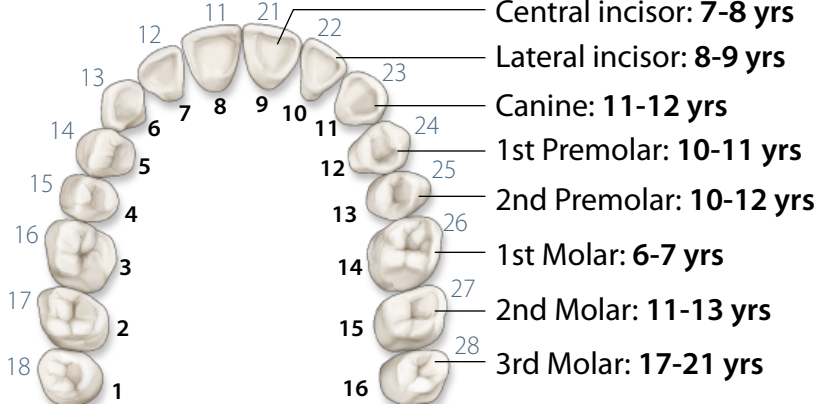 11 21
Central incisor: 7-8 yrs
12 22
Lateral incisor: 8-9 yrs
13 23
7 8 9 10
Canine: 11-12 yrs
6 11
14 24
1st Premolar: 10-11 yrs
5 12
15 25
2nd Premolar: 10-12 yrs
4 13
16 26
1st Molar: 6-7 yrs
3 14
17 27
2nd Molar: 11-13 yrs
2 15
18 28
3rd Molar: 17-21 yrs
1 16